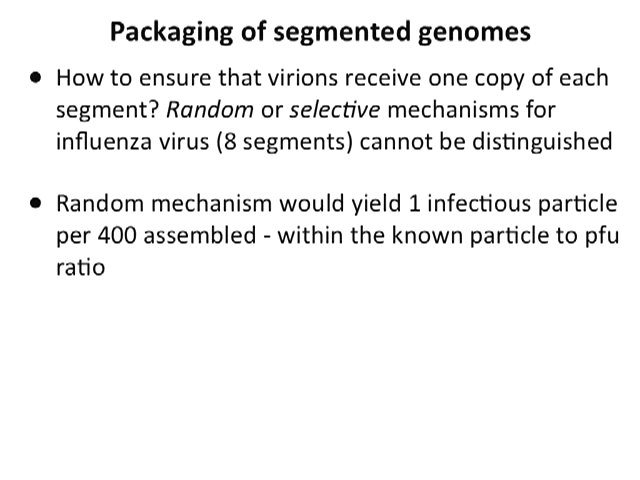 Packaging of segmented genomes
• How to ensure that virions receive one copy of each
segment? Random or selective mechanisms for
influenza virus (8 segments) cannot be distinguished
• Random mechanism would yield 1 infectious particle
per 400 assembled - within the known particle to pfu
ratio